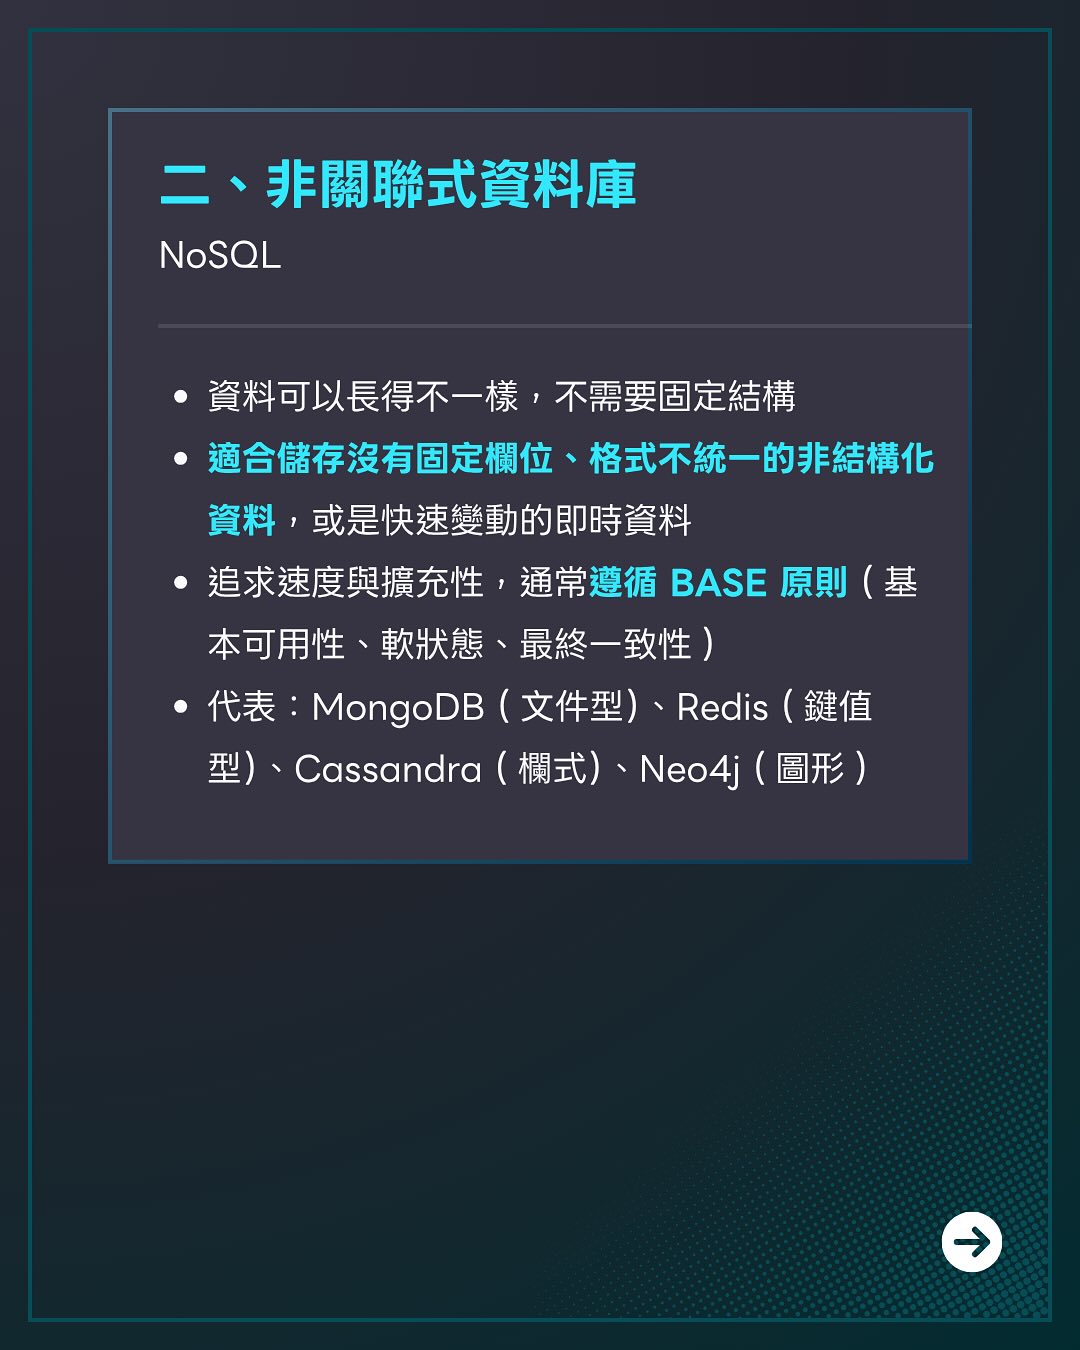 二、非關聯式資料庫
NoSQL
• 資料可以長得不一樣，不需要固定結構
• 適合儲存沒有固定欄位、格式不統一的非結構化
資料，或是快速變動的即時資料
• 追求速度與擴充性，通常遵循 BASE 原則（基
本可用性、軟狀態、最終一致性）
• 代表：MongoDB（文件型）、Redis（鍵值
型）、Cassandra（欄式）、Neo4j（圖形）